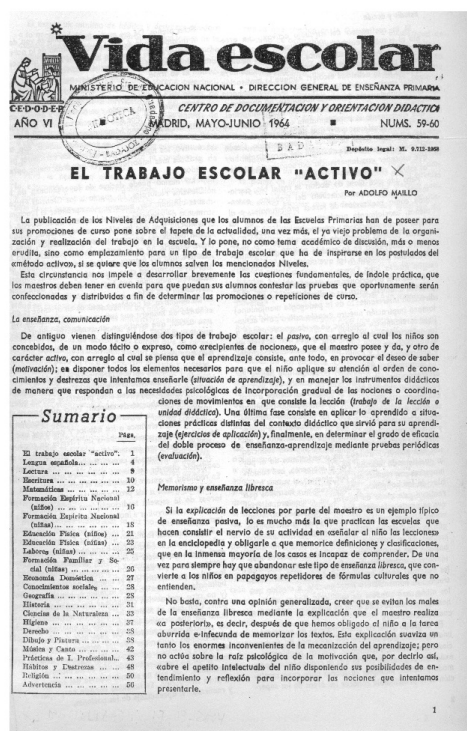 Vida escolar
MINISTERIO DE EDUCACION NACIONAL • DIRECCION GENERAL DE ENSEÑANZA PRIMARIA
C·E·D·O·D·E·P
CENTRO DE DOCUMENTACION Y ORIENTACION DIDACTICA
AÑO VI
MADRID, MAYO-JUNIO 1964
NUMS. 59-60
BAD
Depósito legal: M. 9.712-1958
EL TRABAJO ESCOLAR "ACTIVO"
Por ADOLFO MAILLO
La publicación de los Niveles de Adquisiciones que los alumnos de las Escuelas Primarias han de poseer para
sus promociones de curso pone sobre el tapete de la actualidad, una vez más, el ya viejo problema de la organi-
zación y realización del trabajo en la escuela. Y lo pone, no como tema académico de discusión, más o menos
erudita, sino como emplazamiento para un tipo de trabajo escolar que ha de inspirarse en los postulados del
«método activo», si se quiere que los alumnos salven los mencionados Niveles.
Esta circunstancia nos impele a desarrollar brevemente las cuestiones fundamentales, de índole práctica, que
los maestros deben tener en cuenta para que puedan sus alumnos contestar las pruebas que oportunamente serán
confeccionadas y distribuidas a fin de determinar las promociones o repeticiones de curso.
La enseñanza, comunicación
De antiguo vienen distinguiéndose dos tipos de trabajo escolar: el pasivo, con arreglo al cual los niños son
concebidas, de un modo tácito o expreso, como «recipientes de nociones», que el maestro posee y da, y otro de
carácter activo, con arreglo al cual se piensa que el aprendizaje consiste, ante todo, en provocar el deseo de saber
(motivación); en disponer todos los elementos necesarios para que el niño aplique su atención al orden de cono-
cimientos y destrezas que intentamos enseñarle (situación de aprendizaje), y en manejar los instrumentos didácticos
de manera que respondan a las necesidades psicológicas de incorporación gradual de las nociones o coordina-
ciones de movimientos en que consiste la lección (trabajo de la lección o
unidad didáctica). Una última fase consiste en aplicar lo aprendido a situa-
ciones prácticas distintas del contexto didáctico que sirvió para su aprendi-
zaje (ejercicios de aplicación) y, finalmente, en determinar el grado de eficacia
del doble proceso de enseñanza-aprendizaje mediante pruebas periódicas
(evaluación).
Memorismo y enseñanza libresca
Si la explicación de lecciones por parte del maestro es un ejemplo típico
de enseñanza pasiva, lo es mucho más la que practican las escuelas que
hacen consistir el nervio de su actividad en «señalar al niño las lecciones»
en la enciclopedia y obligarle a que memorice definiciones y clasificaciones,
que en la inmensa mayoría de los casos es incapaz de comprender. De una
vez para siempre hay que abandonar este tipo de enseñanza libresca, que con-
vierte a los niños en papagayos repetidores de fórmulas culturales que no
entienden.
No basta, contra una opinión generalizada, creer que se evitan los males
de la enseñanza libresca mediante la explicación que el maestro realiza
«a posteriori», es decir, después de que hemos obligado al niño a la tarea
aburrida e infecunda de memorizar los textos. Esta explicación suaviza un
tanto los enormes inconvenientes de la mecanización del aprendizaje; pero
no actúa sobre la raíz psicológica de la motivación que, por decirlo así,
«abre el apetito intelectual» del niño disponiendo sus posibilidades de en-
tendimiento y reflexión para incorporar las nociones que intentamos
presentarle.
Sumario
Págs.
El trabajo escolar "activo". 1
Lengua española... ... ... ... 4
Lectura ... ... ... ... ... ... 8
Escritura ... ... ... ... ... ... 10
Matemáticas ... ... ... ... ... 12
Formación Espíritu Nacional
(niños) ... ... ... ... ... ... 16
Formación Espíritu Nacional
(niñas)... ... ... ... ... ... 18
Educación Física (niños) ... 21
Educación Física (niñas) ... 23
Labores (niñas) ... ... ... ... 25
Formación Familiar y So-
cial (niñas) ... ... ... ... ... 26
Economía Doméstica ... ... 27
Conocimientos sociales... ... 28
Geografía ... ... ... ... ... ... 28
Historia ... ... ... ... ... ... 31
Ciencias de la Naturaleza ... 33
Higiene ... ... ... ... ... ... 37
Derecho ... ... ... ... ... ... 38
Dibujo y Pintura ... ... ... ... 38
Música y Canto ... ... ... ... 42
Prácticas de I. Profesional... 43
Hábitos y Destrezas ... ... ... 48
Religión ... ... ... ... ... ... 50
Advertencia ... ... ... ... ... 56
1